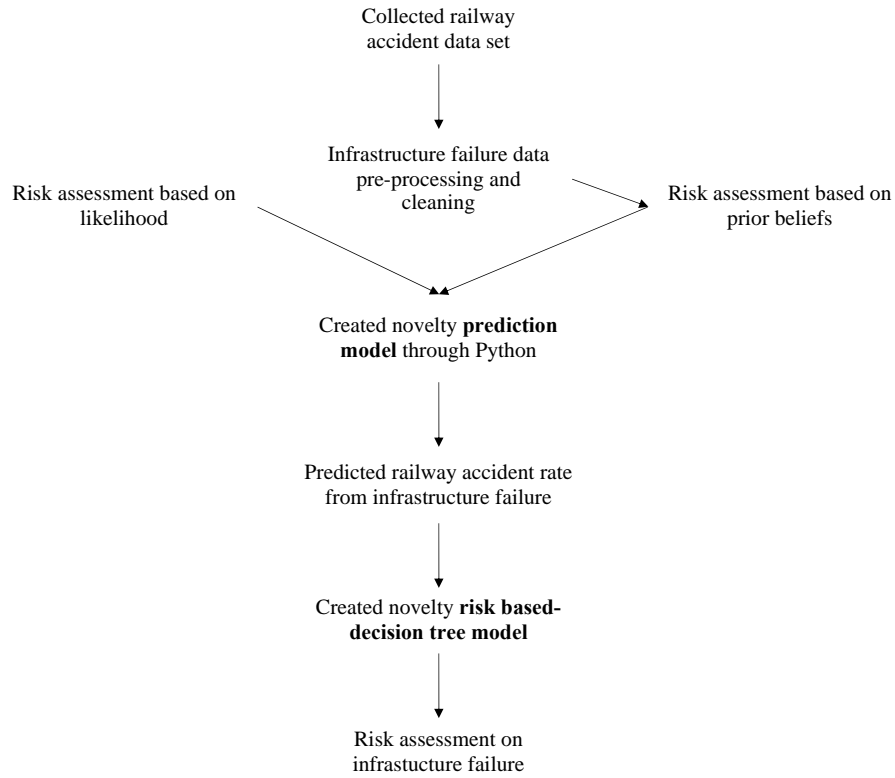 Collected railway
accident data set
Infrastructure failure data
pre-processing and
cleaning
Risk assessment based on
likelihood
Risk assessment based on
prior beliefs
Created novelty prediction
model through Python
Predicted railway accident rate
from infrastructure failure
Created novelty risk based-
decision tree model
Risk assessment on
infrastucture failure